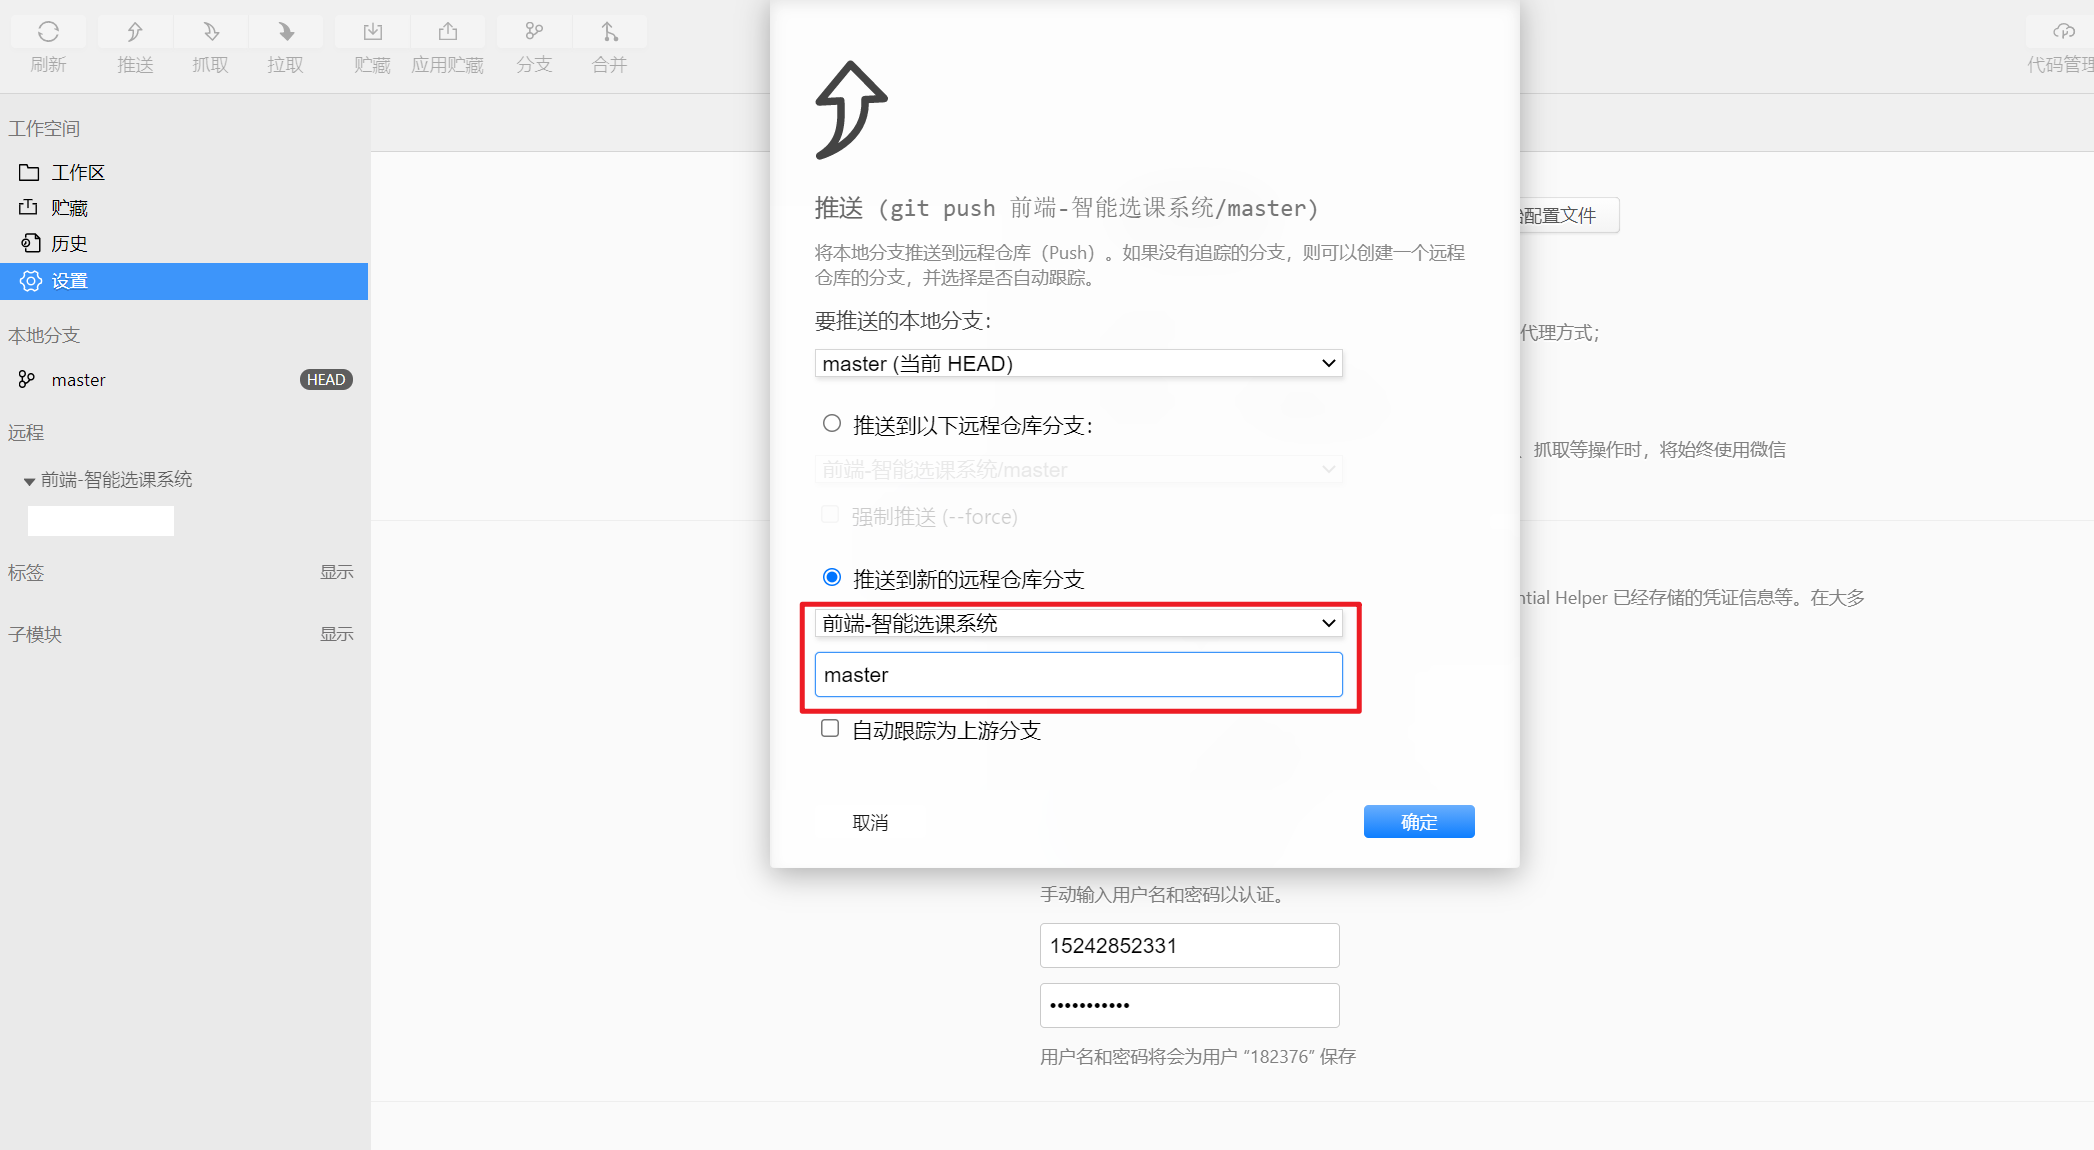 刷新 推送 抓取 拉取 贮藏 应用贮藏 分支 合并 代码管理
工作空间
工作区
贮藏
历史
设置
本地分支
master HEAD
远程
前端-智能选课系统
标签 显示
子模块 显示
推送 (git push 前端-智能选课系统/master)
将本地分支推送到远程仓库（Push）。如果没有追踪的分支，则可以创建一个远程
仓库的分支，并选择是否自动跟踪。
要推送的本地分支：
master (当前 HEAD)
推送到以下远程仓库分支：
前端-智能选课系统/master
强制推送 (--force)
推送到新的远程仓库分支
前端-智能选课系统
master
自动跟踪为上游分支
取消 确定
配置文件
代理方式；
、抓取等操作时，将始终使用微信
ntial Helper 已经存储的凭证信息等。在大多
手动输入用户名和密码以认证。
15242852331
•••••••••••
用户名和密码将会为用户 “182376” 保存